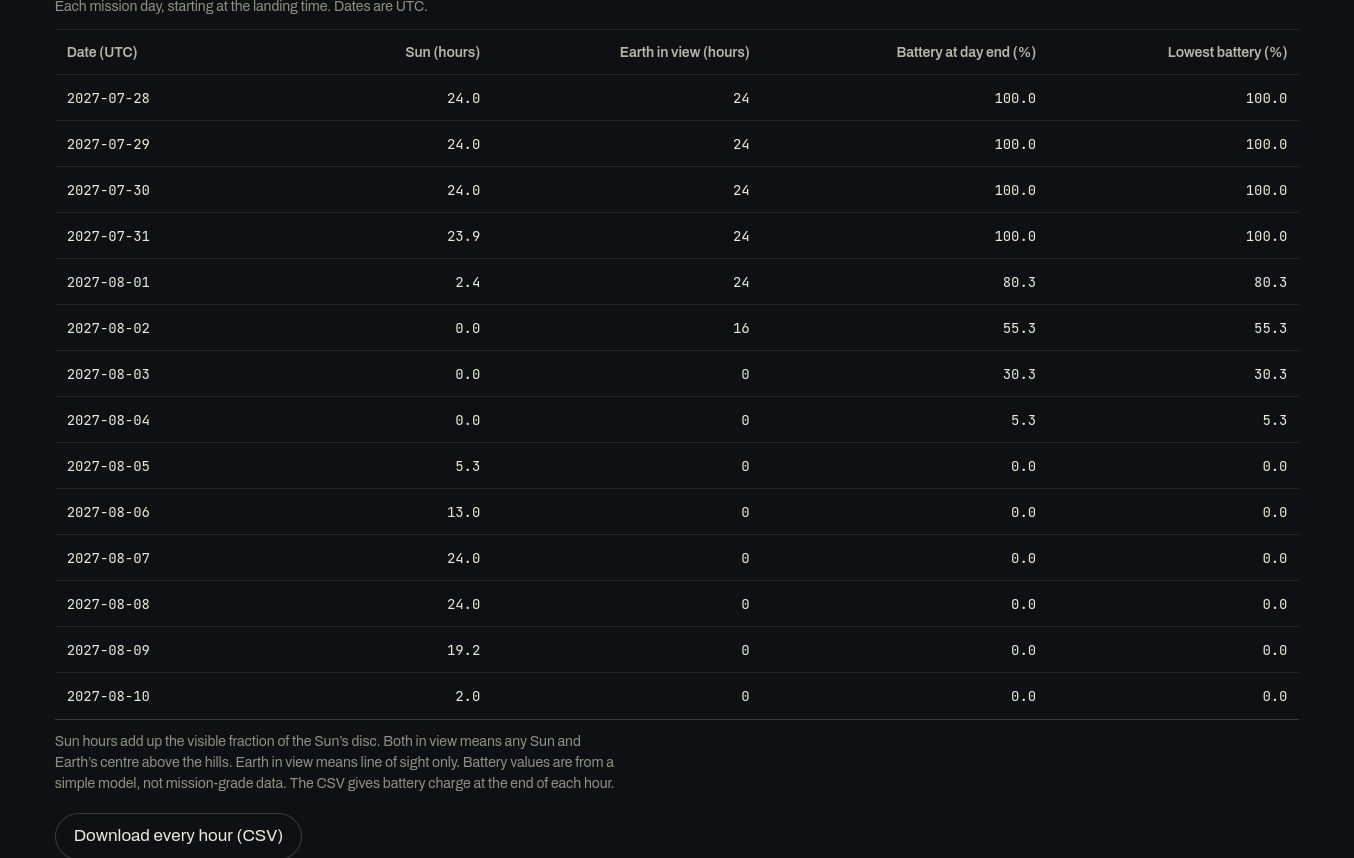 Each mission day, starting at the landing time. Dates are UTC.
Date (UTC) Sun (hours) Earth in view (hours) Battery at day end (%) Lowest battery (%)
2027-07-28 24.0 24 100.0 100.0
2027-07-29 24.0 24 100.0 100.0
2027-07-30 24.0 24 100.0 100.0
2027-07-31 23.9 24 100.0 100.0
2027-08-01 2.4 24 80.3 80.3
2027-08-02 0.0 16 55.3 55.3
2027-08-03 0.0 0 30.3 30.3
2027-08-04 0.0 0 5.3 5.3
2027-08-05 5.3 0 0.0 0.0
2027-08-06 13.0 0 0.0 0.0
2027-08-07 24.0 0 0.0 0.0
2027-08-08 24.0 0 0.0 0.0
2027-08-09 19.2 0 0.0 0.0
2027-08-10 2.0 0 0.0 0.0
Sun hours add up the visible fraction of the Sun’s disc. Both in view means any Sun and
Earth’s centre above the hills. Earth in view means line of sight only. Battery values are from a
simple model, not mission-grade data. The CSV gives battery charge at the end of each hour.
Download every hour (CSV)